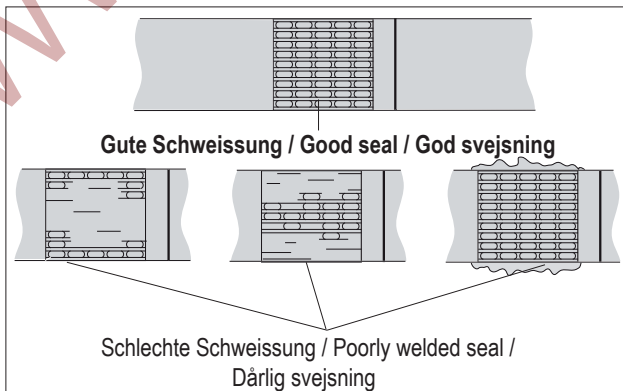 Gute Schweissung / Good seal / God svejsning
Schlechte Schweissung / Poorly welded seal /
Dårlig svejsning